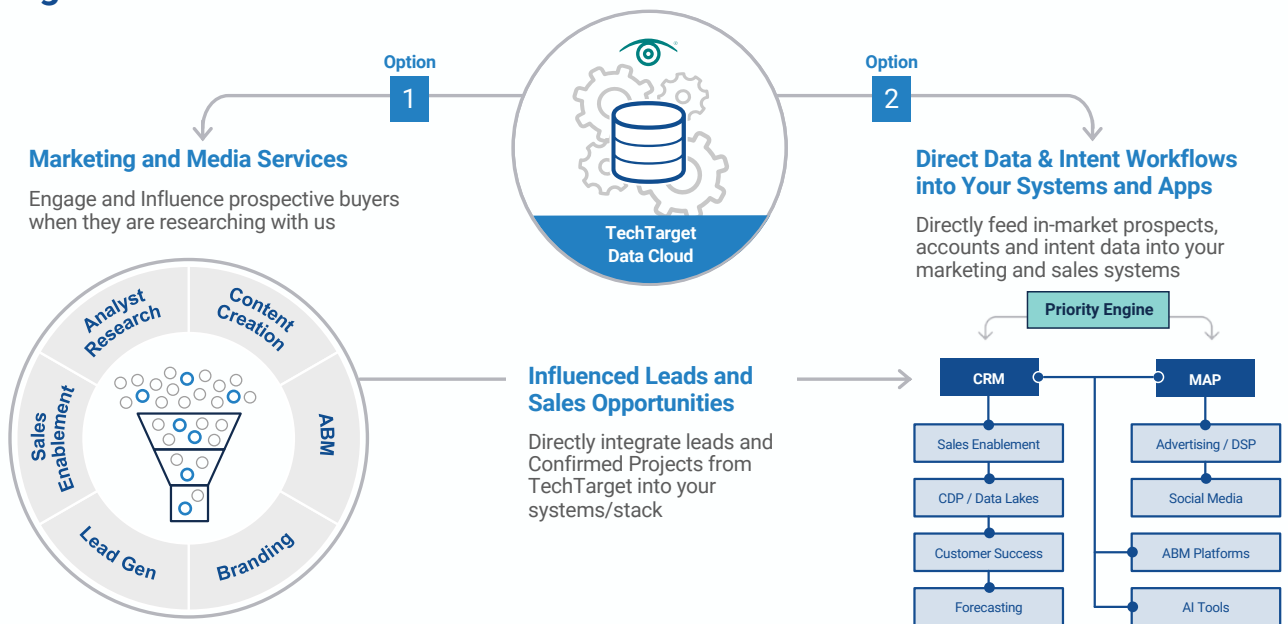 Option
1
Option
2
TechTarget
Data Cloud
Marketing and Media Services
Engage and Influence prospective buyers
when they are researching with us
Direct Data & Intent Workflows
into Your Systems and Apps
Directly feed in-market prospects,
accounts and intent data into your
marketing and sales systems
Analyst
Research
Content
Creation
Sales
Enablement
ABM
Lead Gen
Branding
Influenced Leads and
Sales Opportunities
Directly integrate leads and
Confirmed Projects from
TechTarget into your
systems/stack
Priority Engine
CRM
MAP
Sales Enablement
Advertising / DSP
CDP / Data Lakes
Social Media
Customer Success
ABM Platforms
Forecasting
AI Tools